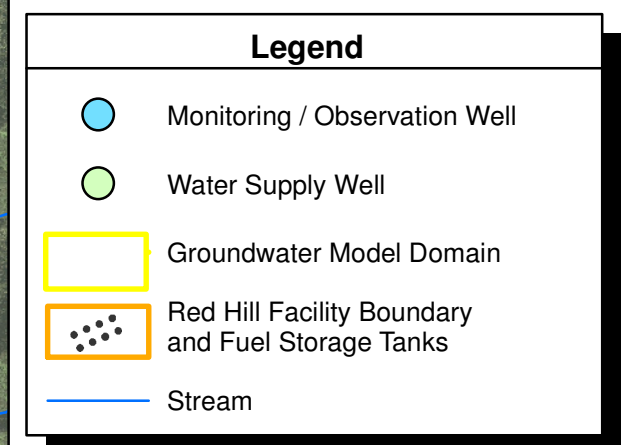 Legend
Monitoring / Observation Well
Water Supply Well
Groundwater Model Domain
Red Hill Facility Boundary
and Fuel Storage Tanks
Stream